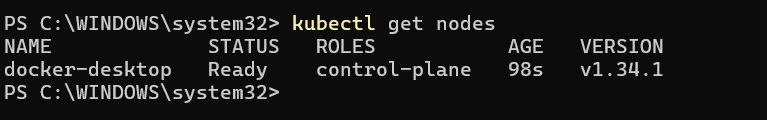 PS C:\WINDOWS\system32> kubectl get nodes
NAME             STATUS   ROLES           AGE   VERSION
docker-desktop   Ready    control-plane   98s   v1.34.1
PS C:\WINDOWS\system32>